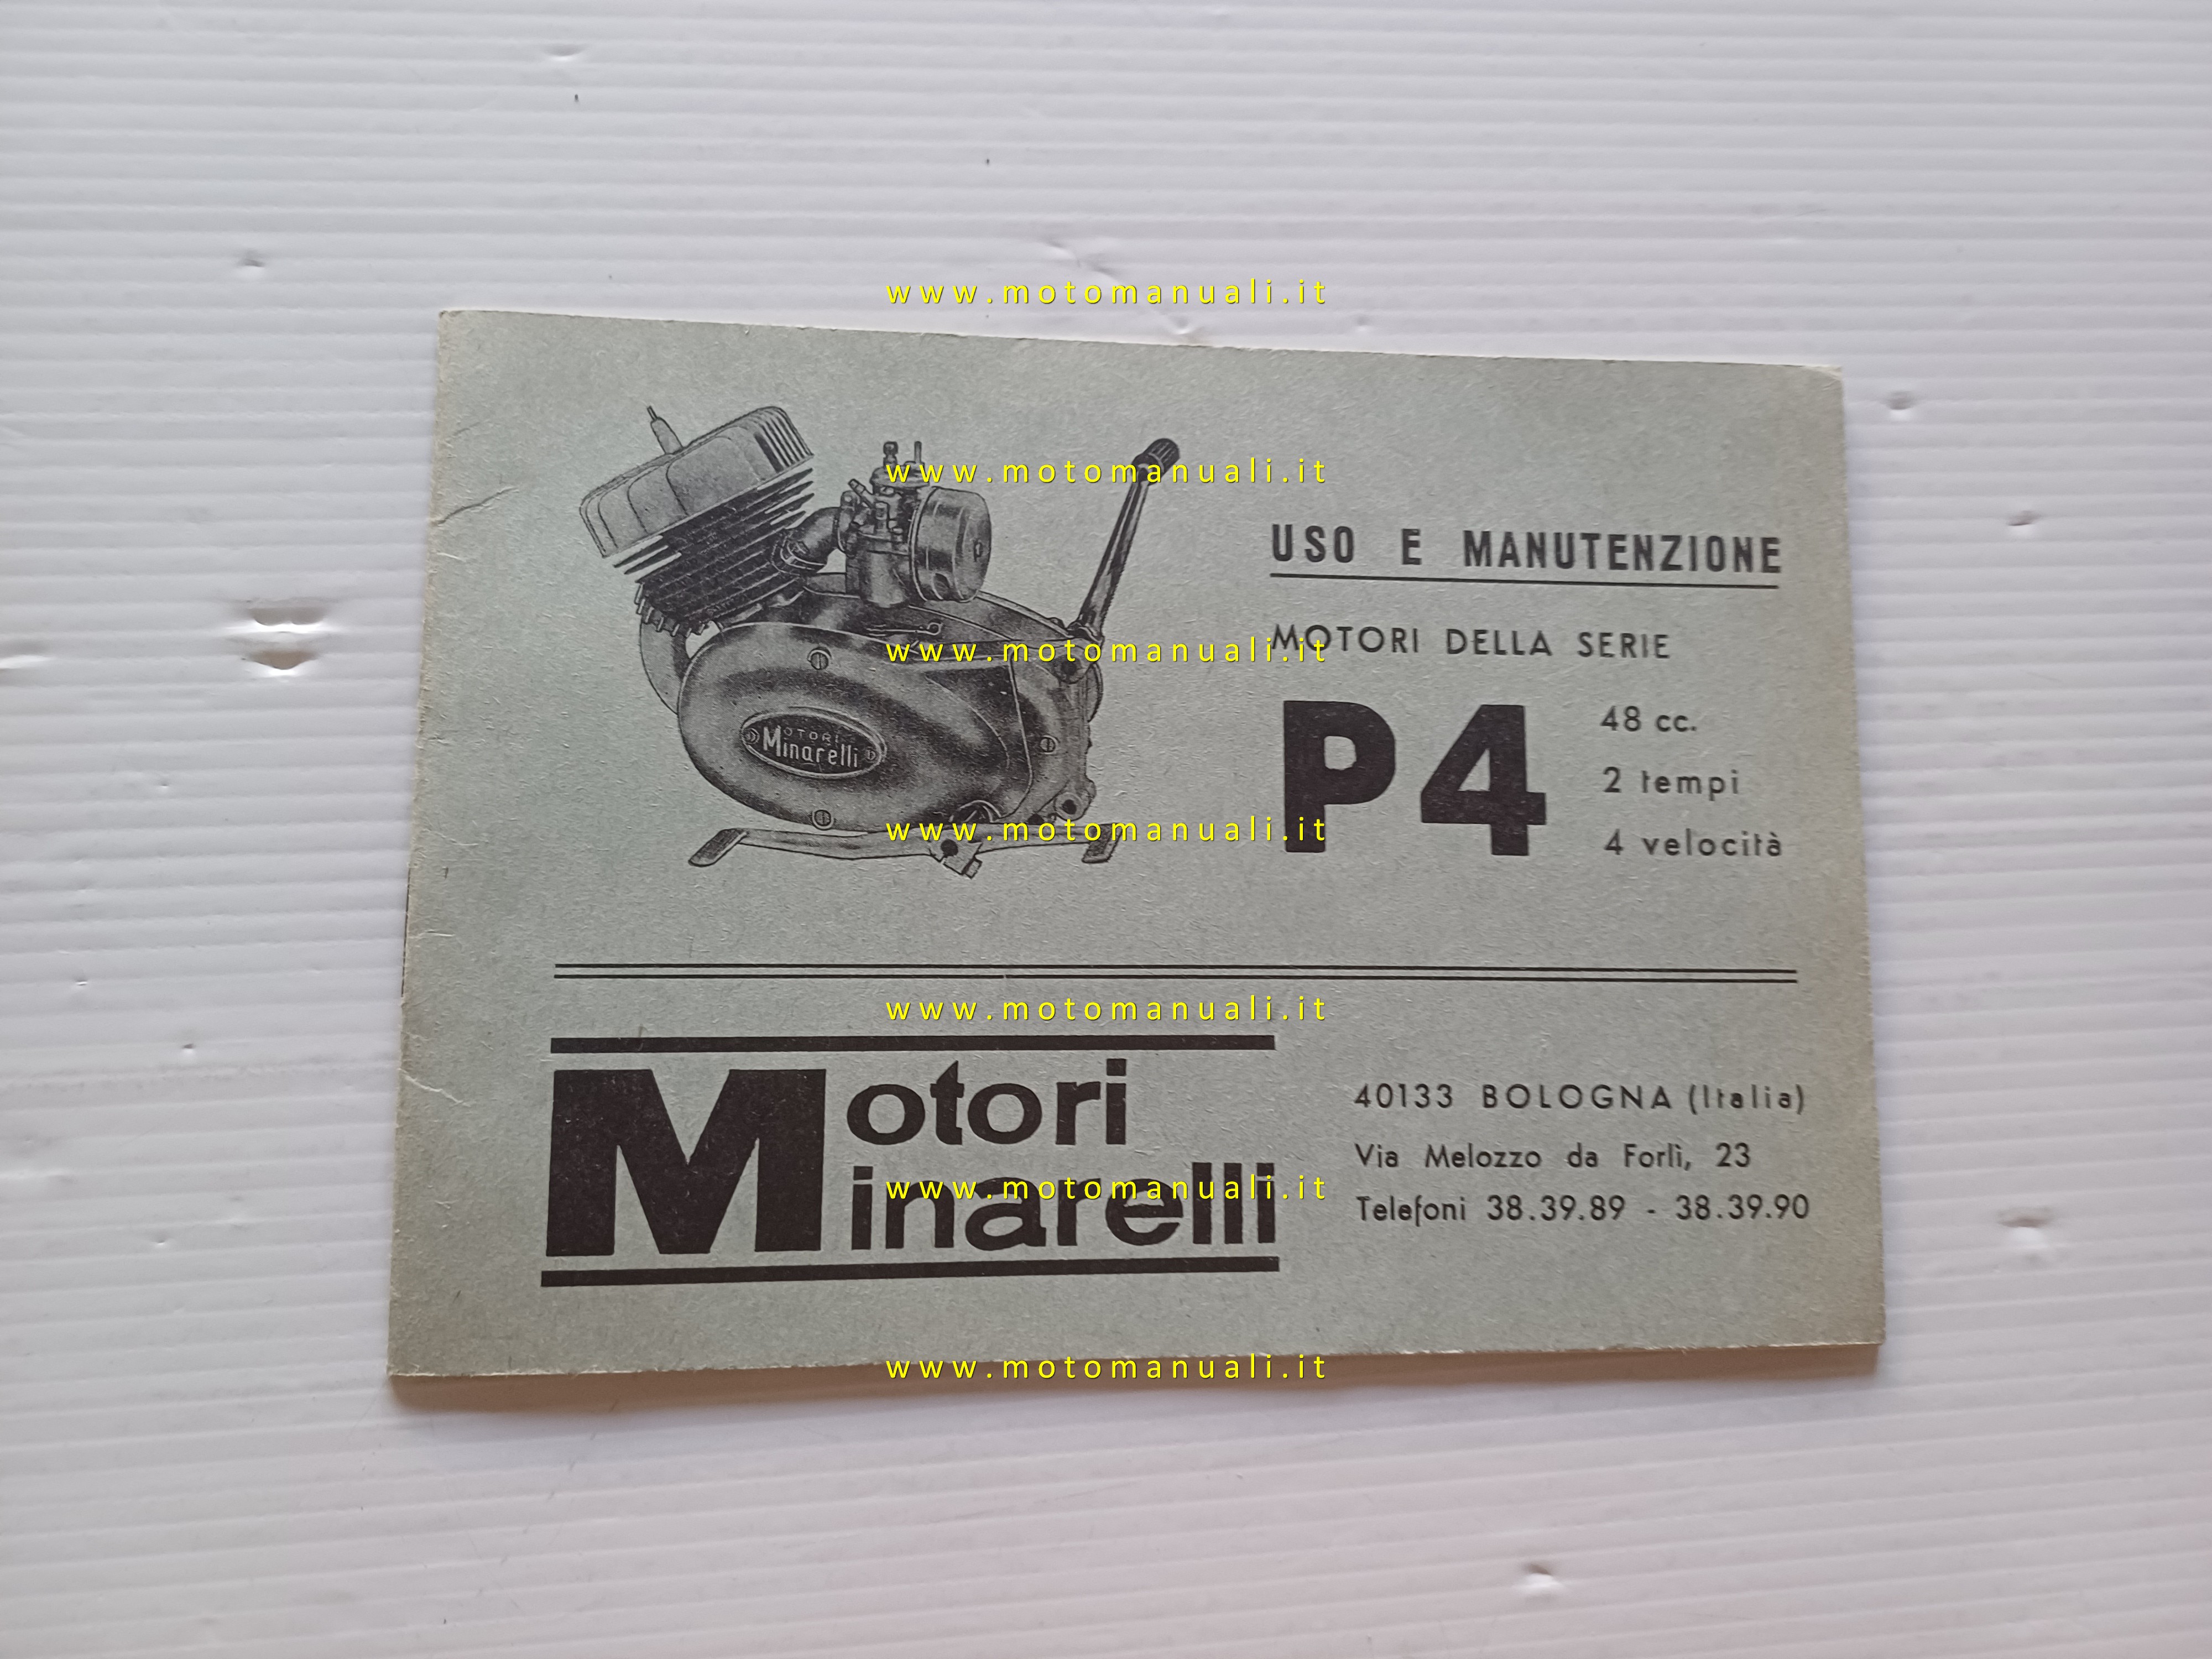 www.motomanuali.it
www.motomanuali.it
USO E MANUTENZIONE
MOTORI DELLA SERIE
www.motomanuali.it
P4
48 cc.
2 tempi
4 velocità
MOTORI
Minarelli
www.motomanuali.it
www.motomanuali.it
Motori
Minarelli
40133 BOLOGNA (Italia)
Via Melozzo da Forlì, 23
www.motomanuali.it
Telefoni 38.39.89 - 38.39.90
www.motomanuali.it